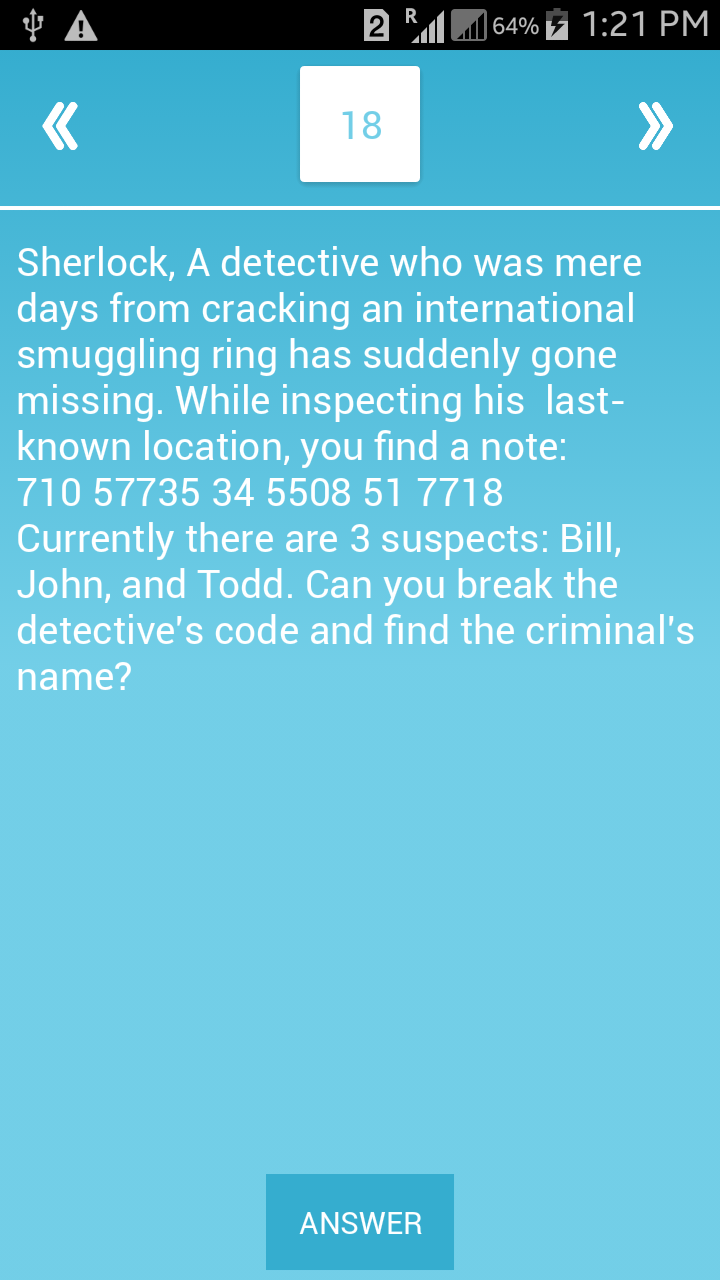 2 R 64% 1:21 PM
18
Sherlock, A detective who was mere
days from cracking an international
smuggling ring has suddenly gone
missing. While inspecting his  last-
known location, you find a note:
710 57735 34 5508 51 7718
Currently there are 3 suspects: Bill,
John, and Todd. Can you break the
detective's code and find the criminal's
name?
ANSWER